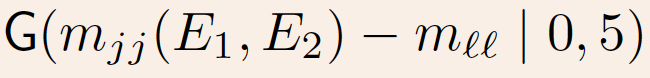 G(m_{jj}(E_1, E_2) − m_{ℓℓ} | 0, 5)